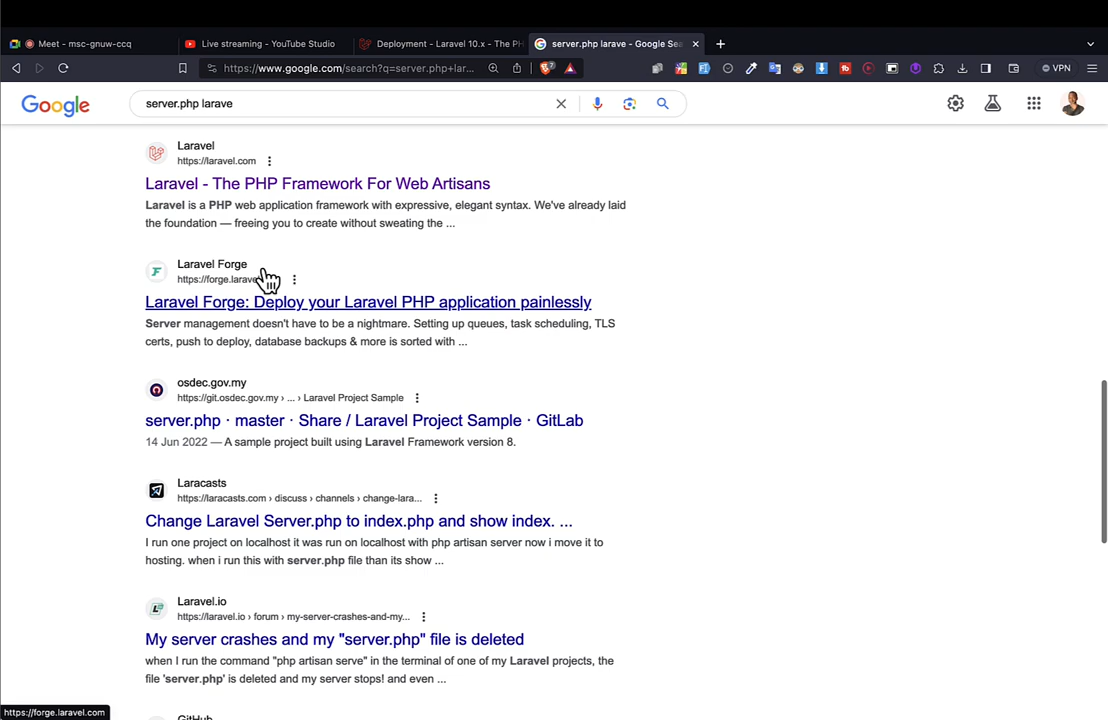 Meet - msc-gnuw-ccq
Live streaming - YouTube Studio
Deployment - Laravel 10.x - The PH
server.php larave - Google Sea
https://www.google.com/search?q=server.php+lar...
VPN
Google
server.php larave
Laravel
https://laravel.com
Laravel - The PHP Framework For Web Artisans
Laravel is a PHP web application framework with expressive, elegant syntax. We've already laid
the foundation — freeing you to create without sweating the ...
Laravel Forge
https://forge.larave
Laravel Forge: Deploy your Laravel PHP application painlessly
Server management doesn't have to be a nightmare. Setting up queues, task scheduling, TLS
certs, push to deploy, database backups & more is sorted with ...
osdec.gov.my
https://git.osdec.gov.my › ... › Laravel Project Sample
server.php · master · Share / Laravel Project Sample · GitLab
14 Jun 2022 — A sample project built using Laravel Framework version 8.
Laracasts
https://laracasts.com › discuss › channels › change-lara...
Change Laravel Server.php to index.php and show index. ...
I run one project on localhost it was run on localhost with php artisan server now i move it to
hosting. when i run this with server.php file than its show ...
Laravel.io
https://laravel.io › forum › my-server-crashes-and-my...
My server crashes and my "server.php" file is deleted
when I run the command "php artisan serve" in the terminal of one of my Laravel projects, the
file 'server.php' is deleted and my server stops! and even ...
GitHub
https://forge.laravel.com